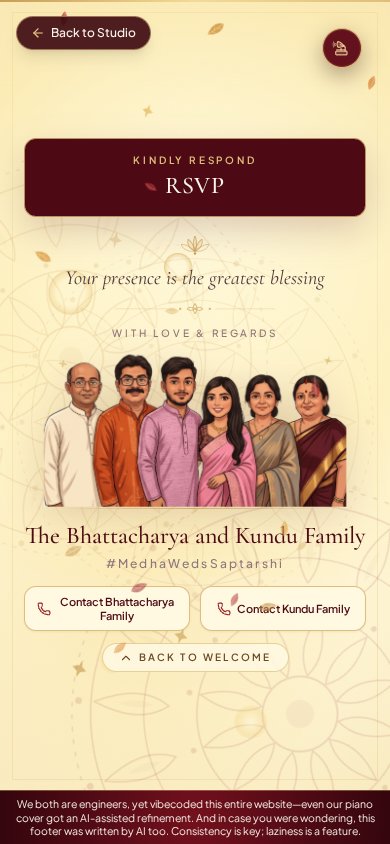 Back to Studio
KINDLY RESPOND
RSVP
Your presence is the greatest blessing
WITH LOVE & REGARDS
The Bhattacharya and Kundu Family
#MedhaWedsSaptarshi
Contact Bhattacharya
Family
Contact Kundu Family
BACK TO WELCOME
We both are engineers, yet vibecoded this entire website—even our piano
cover got an AI-assisted refinement. And in case you were wondering, this
footer was written by AI too. Consistency is key; laziness is a feature.